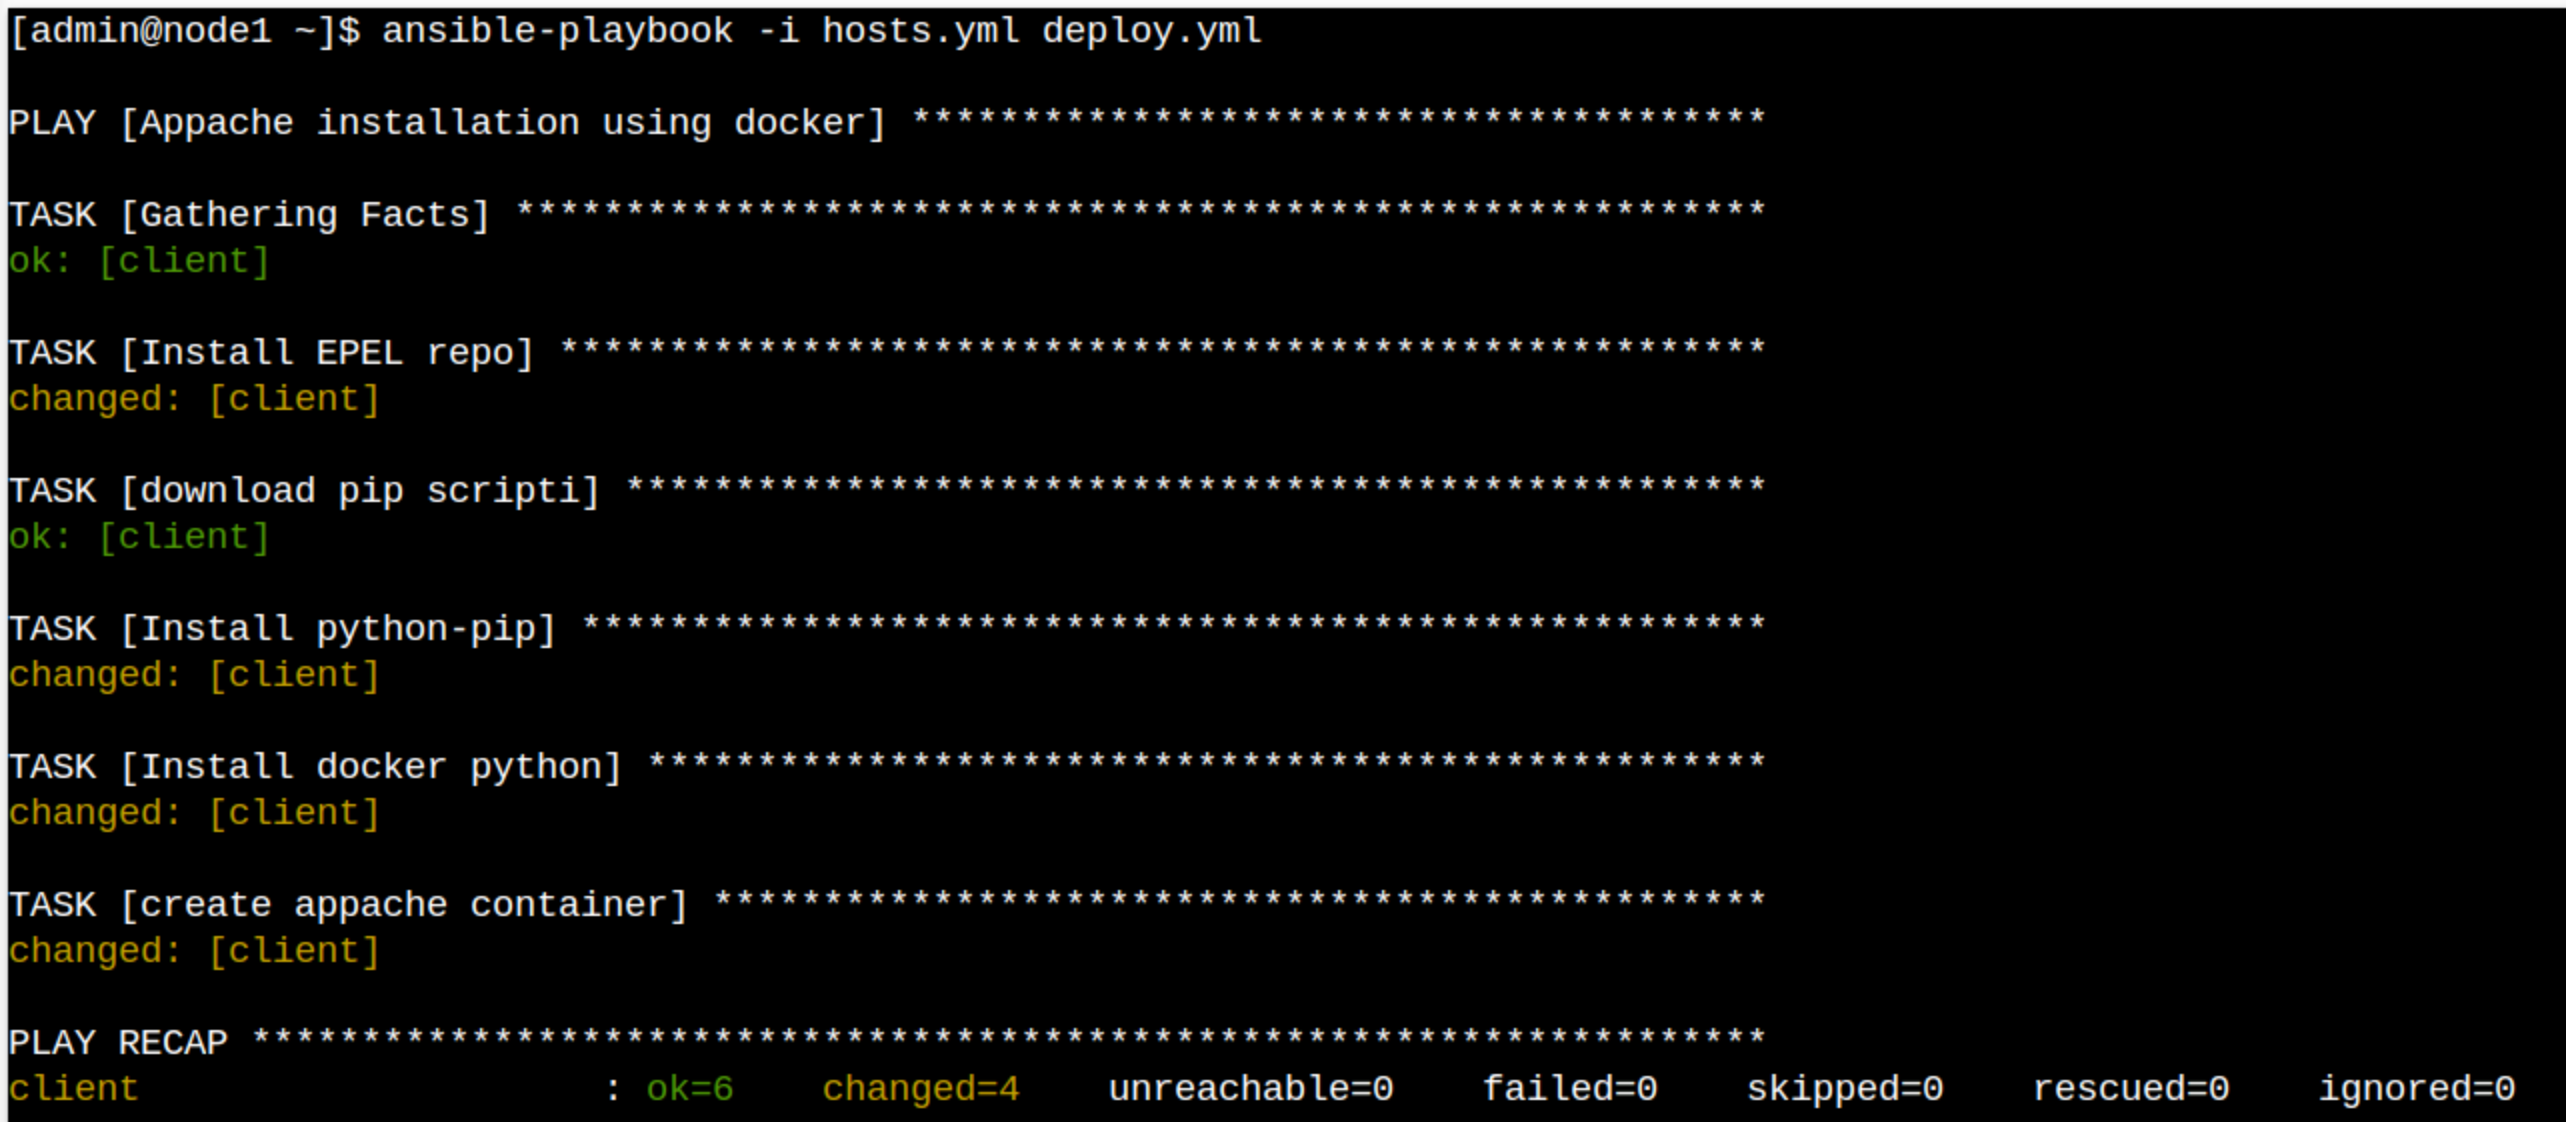 [admin@node1 ~]$ ansible-playbook -i hosts.yml deploy.yml
PLAY [Appache installation using docker] ***************************************
TASK [Gathering Facts] *********************************************************
ok: [client]
TASK [Install EPEL repo] *******************************************************
changed: [client]
TASK [download pip scripti] ****************************************************
ok: [client]
TASK [Install python-pip] ******************************************************
changed: [client]
TASK [Install docker python] ***************************************************
changed: [client]
TASK [create appache container] ************************************************
changed: [client]
PLAY RECAP *********************************************************************
client                     : ok=6    changed=4    unreachable=0    failed=0    skipped=0    rescued=0    ignored=0